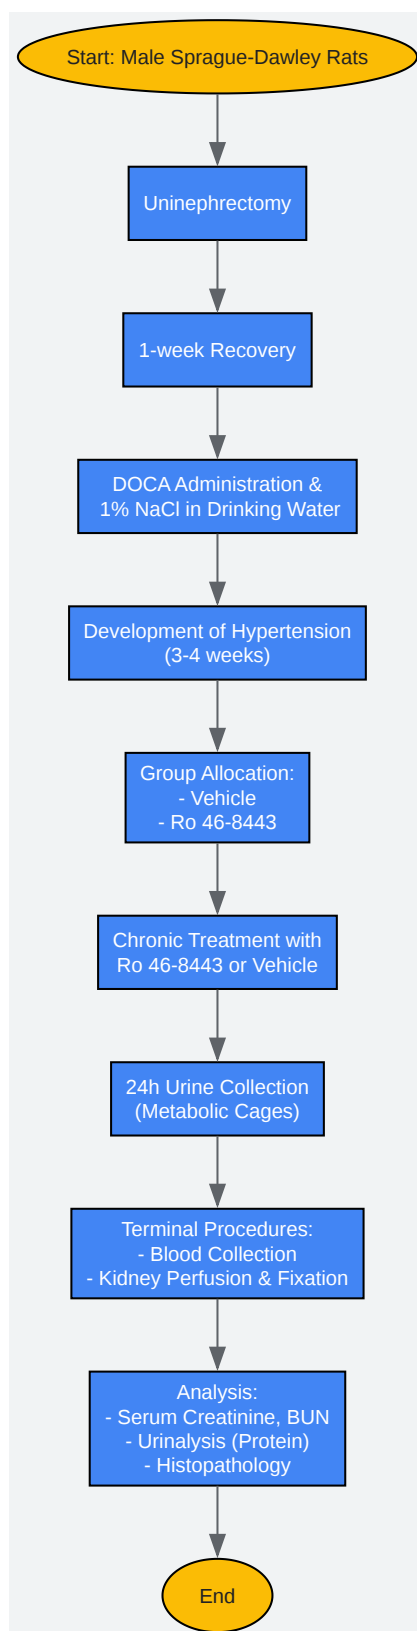 Start: Male Sprague-Dawley Rats
Uninephrectomy
1-week Recovery
DOCA Administration &
1% NaCl in Drinking Water
Development of Hypertension
(3-4 weeks)
Group Allocation:
- Vehicle
- Ro 46-8443
Chronic Treatment with
Ro 46-8443 or Vehicle
24h Urine Collection
(Metabolic Cages)
Terminal Procedures:
- Blood Collection
- Kidney Perfusion & Fixation
Analysis:
- Serum Creatinine, BUN
- Urinalysis (Protein)
- Histopathology
End